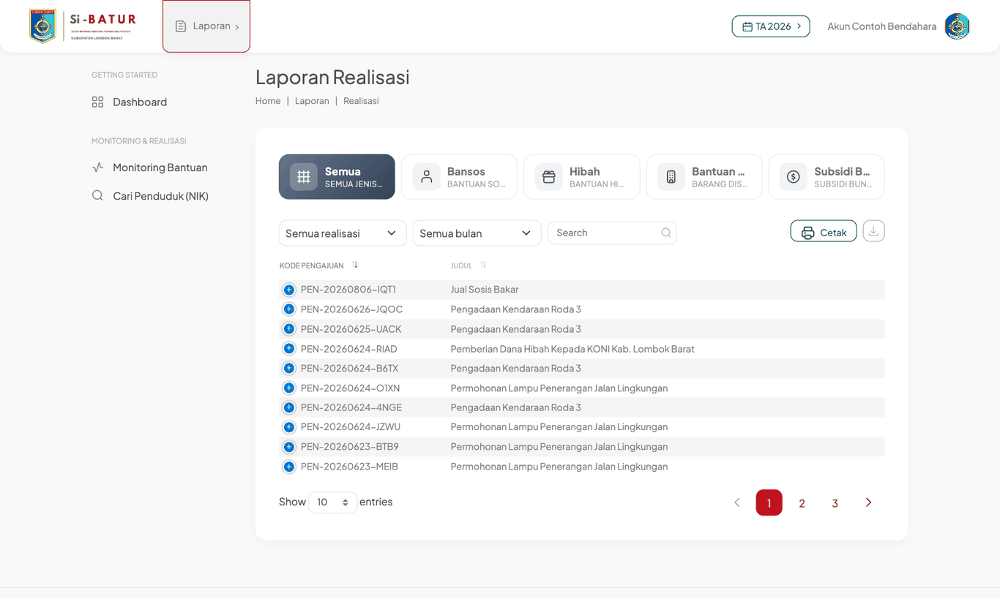 Si-BATUR
KABUPATEN LOMBOK BARAT
Laporan
TA 2026
Akun Contoh Bendahara
GETTING STARTED
Dashboard
MONITORING & REALISASI
Monitoring Bantuan
Cari Penduduk (NIK)
Laporan Realisasi
Home | Laporan | Realisasi
Semua
SEMUA JENIS...
Bansos
BANTUAN SO...
Hibah
BANTUAN HI...
Bantuan ...
BARANG DIS...
Subsidi B...
SUBSIDI BUN...
Semua realisasi
Semua bulan
Search
Cetak
KODE PENGAJUAN JUDUL
PEN-20260806-IQT1 Jual Sosis Bakar
PEN-20260626-JQOC Pengadaan Kendaraan Roda 3
PEN-20260625-UACK Pengadaan Kendaraan Roda 3
PEN-20260624-RIAD Pemberian Dana Hibah Kepada KONI Kab. Lombok Barat
PEN-20260624-B6TX Pengadaan Kendaraan Roda 3
PEN-20260624-O1XN Permohonan Lampu Penerangan Jalan Lingkungan
PEN-20260624-4NGE Pengadaan Kendaraan Roda 3
PEN-20260624-JZWU Permohonan Lampu Penerangan Jalan Lingkungan
PEN-20260623-BTB9 Permohonan Lampu Penerangan Jalan Lingkungan
PEN-20260623-MEIB Permohonan Lampu Penerangan Jalan Lingkungan
Show 10 entries
1 2 3